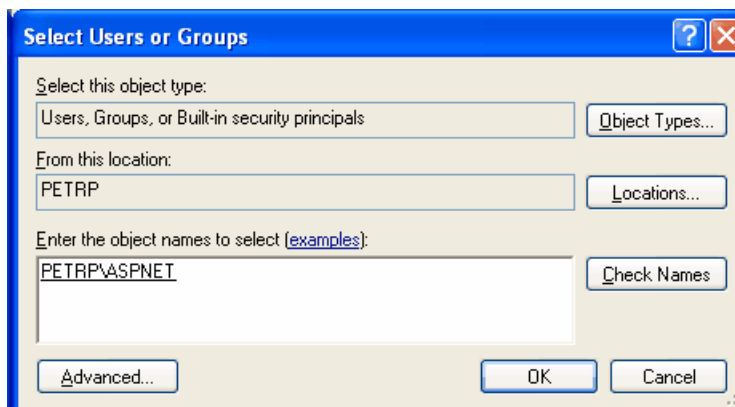 Select Users or Groups
Select this object type:
Users, Groups, or Built-in security principals
Object Types...
From this location:
PETRP
Locations...
Enter the object names to select (examples):
PETRP\ASPNET
Check Names
Advanced...
OK
Cancel